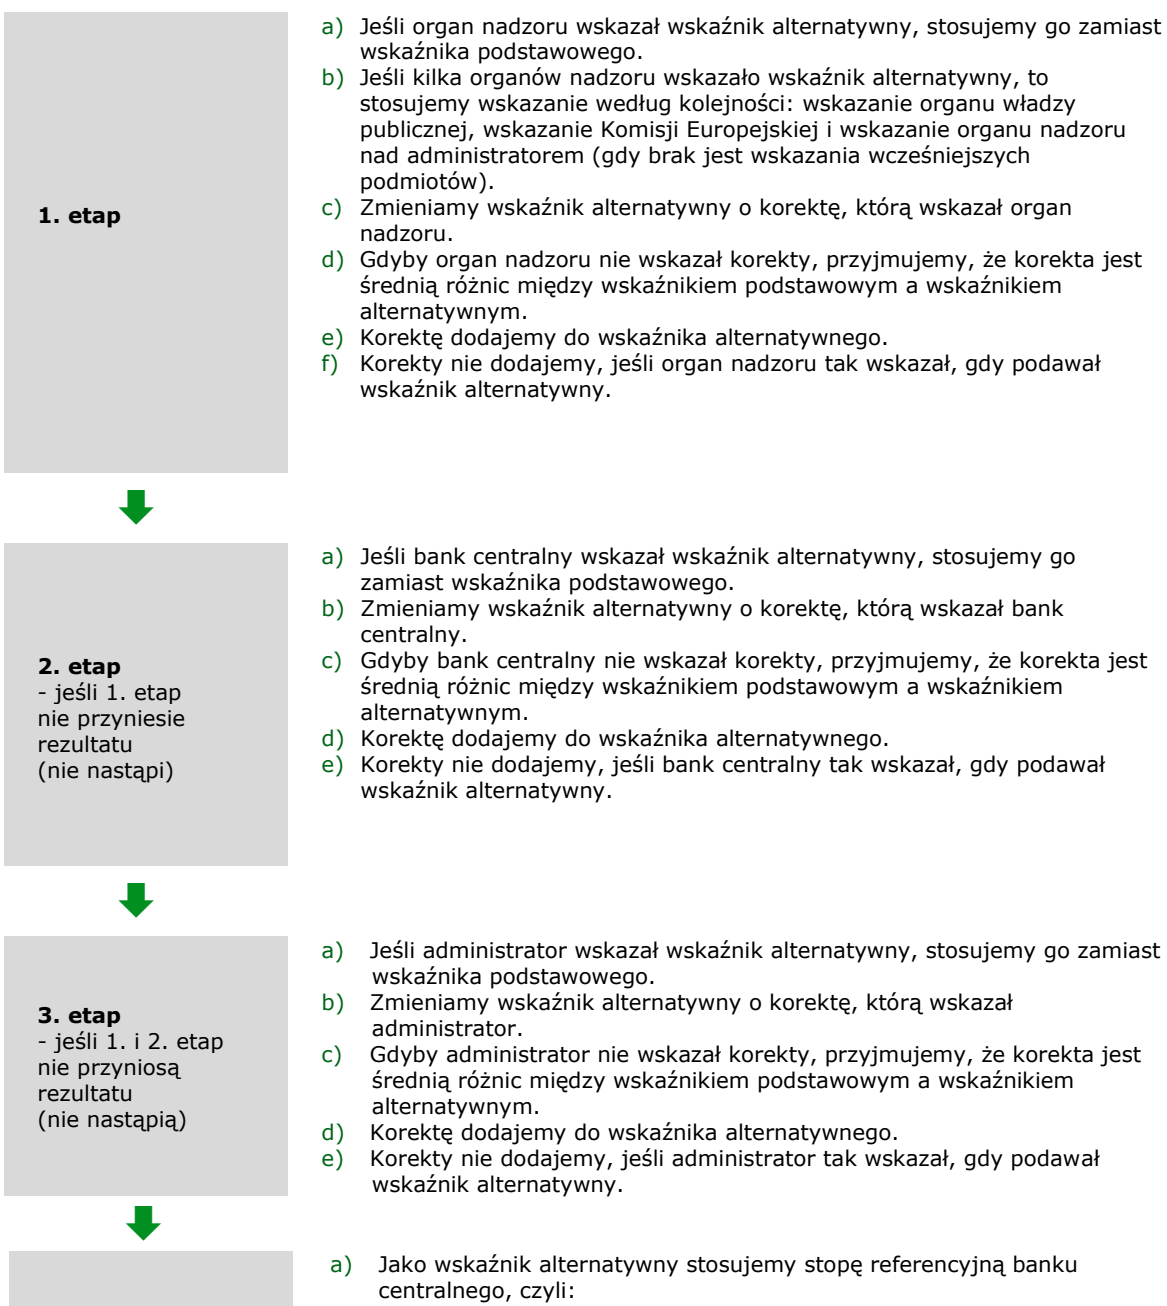 1. etap
a) Jeśli organ nadzoru wskazał wskaźnik alternatywny, stosujemy go zamiast
wskaźnika podstawowego.
b) Jeśli kilka organów nadzoru wskazało wskaźnik alternatywny, to
stosujemy wskazanie według kolejności: wskazanie organu władzy
publicznej, wskazanie Komisji Europejskiej i wskazanie organu nadzoru
nad administratorem (gdy brak jest wskazania wcześniejszych
podmiotów).
c) Zmieniamy wskaźnik alternatywny o korektę, którą wskazał organ
nadzoru.
d) Gdyby organ nadzoru nie wskazał korekty, przyjmujemy, że korekta jest
średnią różnic między wskaźnikiem podstawowym a wskaźnikiem
alternatywnym.
e) Korektę dodajemy do wskaźnika alternatywnego.
f) Korekty nie dodajemy, jeśli organ nadzoru tak wskazał, gdy podawał
wskaźnik alternatywny.
2. etap
- jeśli 1. etap
nie przyniesie
rezultatu
(nie nastąpi)
a) Jeśli bank centralny wskazał wskaźnik alternatywny, stosujemy go
zamiast wskaźnika podstawowego.
b) Zmieniamy wskaźnik alternatywny o korektę, którą wskazał bank
centralny.
c) Gdyby bank centralny nie wskazał korekty, przyjmujemy, że korekta jest
średnią różnic między wskaźnikiem podstawowym a wskaźnikiem
alternatywnym.
d) Korektę dodajemy do wskaźnika alternatywnego.
e) Korekty nie dodajemy, jeśli bank centralny tak wskazał, gdy podawał
wskaźnik alternatywny.
3. etap
- jeśli 1. i 2. etap
nie przyniosą
rezultatu
(nie nastąpią)
a) Jeśli administrator wskazał wskaźnik alternatywny, stosujemy go zamiast
wskaźnika podstawowego.
b) Zmieniamy wskaźnik alternatywny o korektę, którą wskazał
administrator.
c) Gdyby administrator nie wskazał korekty, przyjmujemy, że korekta jest
średnią różnic między wskaźnikiem podstawowym a wskaźnikiem
alternatywnym.
d) Korektę dodajemy do wskaźnika alternatywnego.
e) Korekty nie dodajemy, jeśli administrator tak wskazał, gdy podawał
wskaźnik alternatywny.
a) Jako wskaźnik alternatywny stosujemy stopę referencyjną banku
centralnego, czyli: